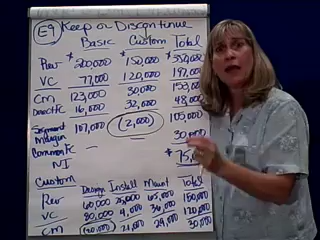 E9 Keep or Discontinue
Basic Custom Total
Rev $200,000 $150,000 $350,000
VC 77,000 120,000 197,000
CM 123,000 30,000 153,000
Direct FC 16,000 32,000 48,000
Segment Margin 107,000 (2,000) 105,000
Common FC — — 30,000
NI $ 75,
Custom
Design Install Mount Total
Rev 60,000 25,000 65,000 150,000
VC 80,000 4,000 36,000 120,000
CM (20,000) 21,000 29,000 30,000